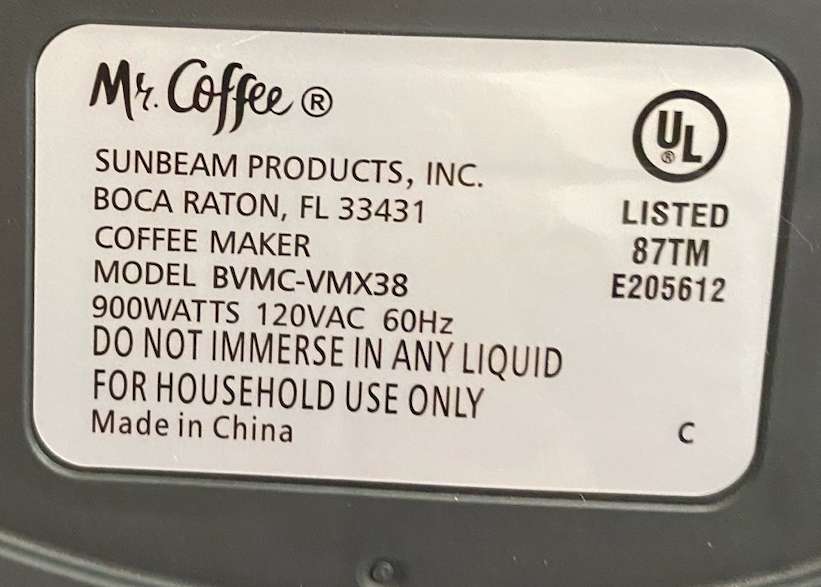 Mr. Coffee®
SUNBEAM PRODUCTS, INC.
BOCA RATON, FL 33431
COFFEE MAKER
MODEL BVMC-VMX38
900WATTS 120VAC 60Hz
DO NOT IMMERSE IN ANY LIQUID
FOR HOUSEHOLD USE ONLY
Made in China
UL®
LISTED
87TM
E205612
C